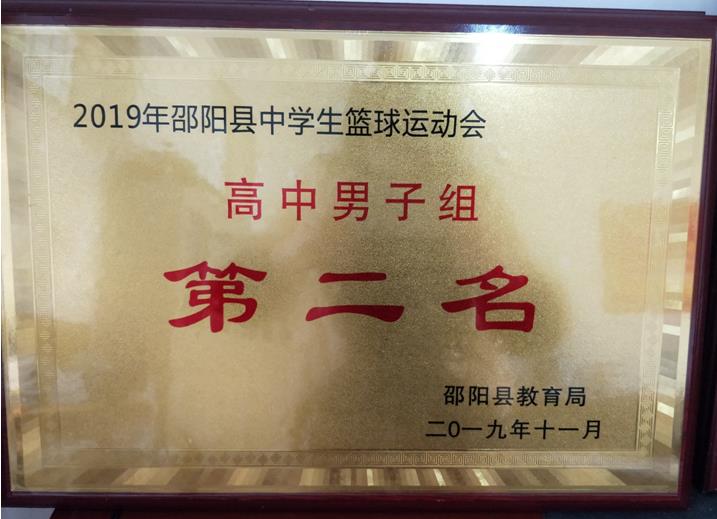 2019年邵阳县中学生篮球运动会
高中男子组
第二名
邵阳县教育局
二0一九年十一月